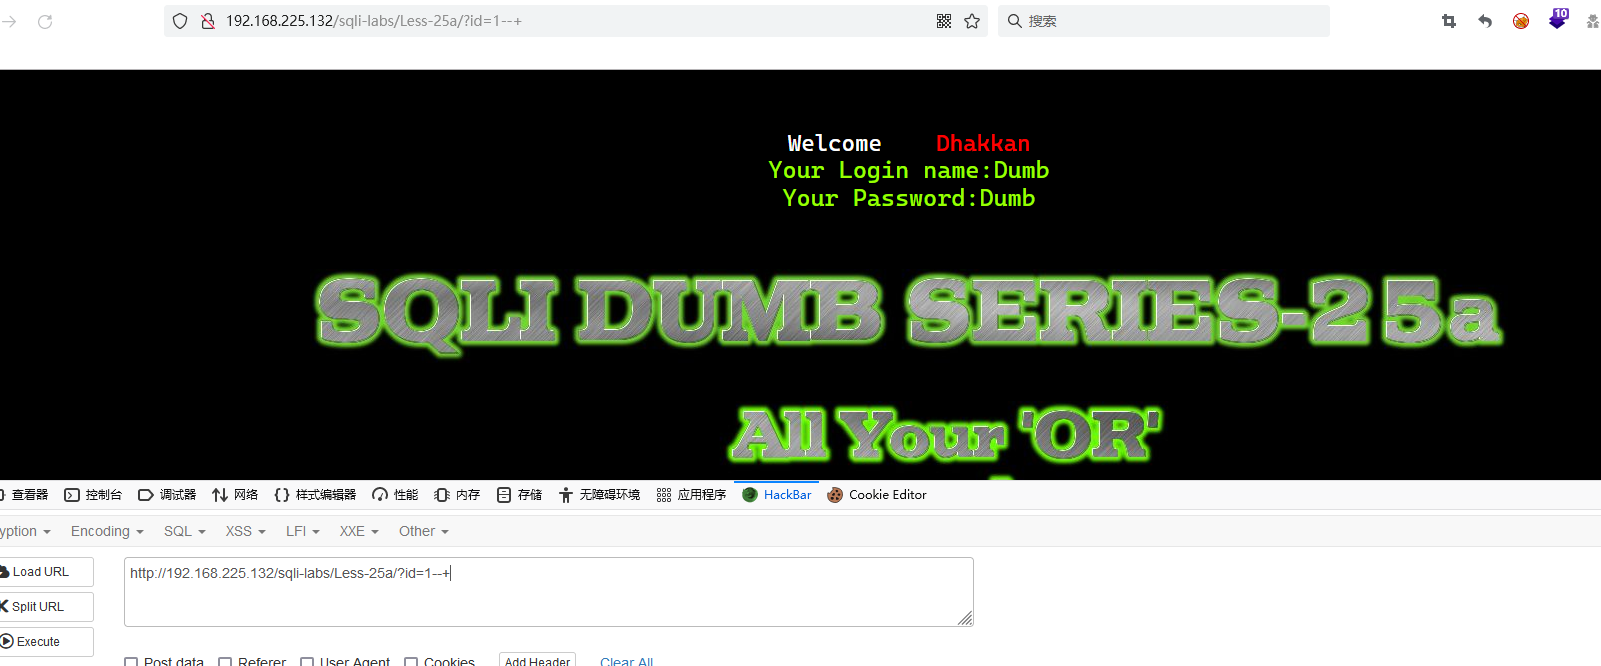 192.168.225.132/sqli-labs/Less-25a/?id=1--+
搜索
10
Welcome Dhakkan
Your Login name:Dumb
Your Password:Dumb
SQLI DUMB SERIES-25a
All Your 'OR'
查看器 控制台 调试器 网络 {} 样式编辑器 性能 内存 存储 无障碍环境 应用程序 HackBar Cookie Editor
yption Encoding SQL XSS LFI XXE Other
Load URL
http://192.168.225.132/sqli-labs/Less-25a/?id=1--+
Split URL
Execute
Post data Referer User Agent Cookies Add Header Clear All